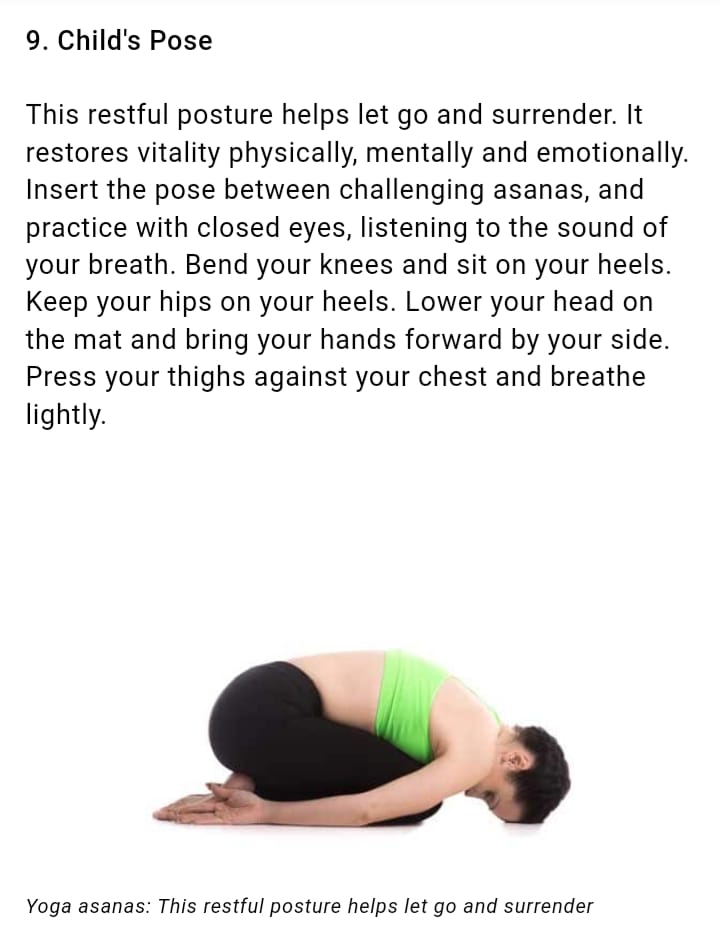 9. Child's Pose
This restful posture helps let go and surrender. It
restores vitality physically, mentally and emotionally.
Insert the pose between challenging asanas, and
practice with closed eyes, listening to the sound of
your breath. Bend your knees and sit on your heels.
Keep your hips on your heels. Lower your head on
the mat and bring your hands forward by your side.
Press your thighs against your chest and breathe
lightly.
Yoga asanas: This restful posture helps let go and surrender